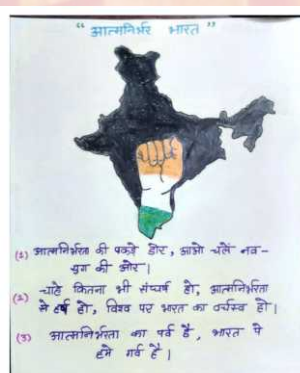 “ आत्मनिर्भर भारत ”
(1) आत्मनिर्भरता की पकड़े डोर, आओ चलें नव-
युग की ओर।
(2) चाहे कितना भी संघर्ष हो, आत्मनिर्भरता
से हर्ष हो, विश्व पर भारत का वर्चस्व हो।
(3) आत्मनिर्भरता का पर्व है, भारत पे
हमे गर्व है।